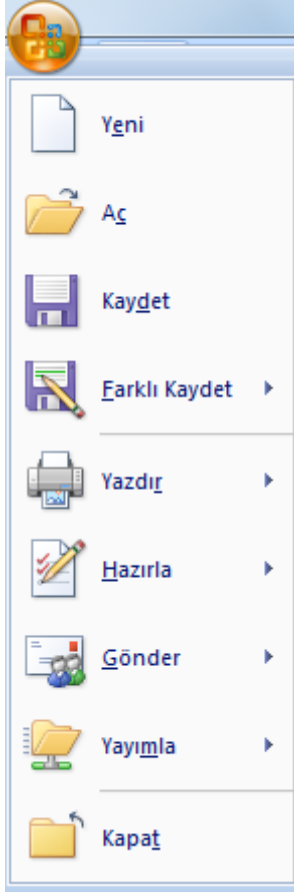 Yeni
Aç
Kaydet
Farklı Kaydet
Yazdır
Hazırla
Gönder
Yayımla
Kapat